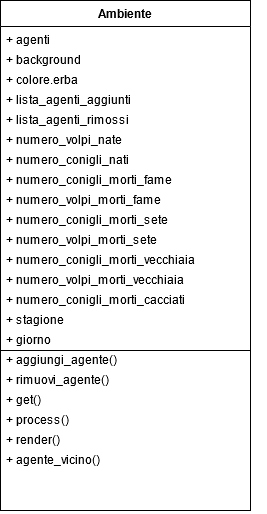 Ambiente
+ agenti
+ background
+ colore.erba
+ lista_agenti_aggiunti
+ lista_agenti_rimossi
+ numero_volpi_nate
+ numero_conigli_nati
+ numero_conigli_morti_fame
+ numero_volpi_morti_fame
+ numero_conigli_morti_sete
+ numero_volpi_morti_sete
+ numero_conigli_morti_vecchiaia
+ numero_volpi_morti_vecchiaia
+ numero_conigli_morti_cacciati
+ stagione
+ giorno
+ aggiungi_agente()
+ rimuovi_agente()
+ get()
+ process()
+ render()
+ agente_vicino()